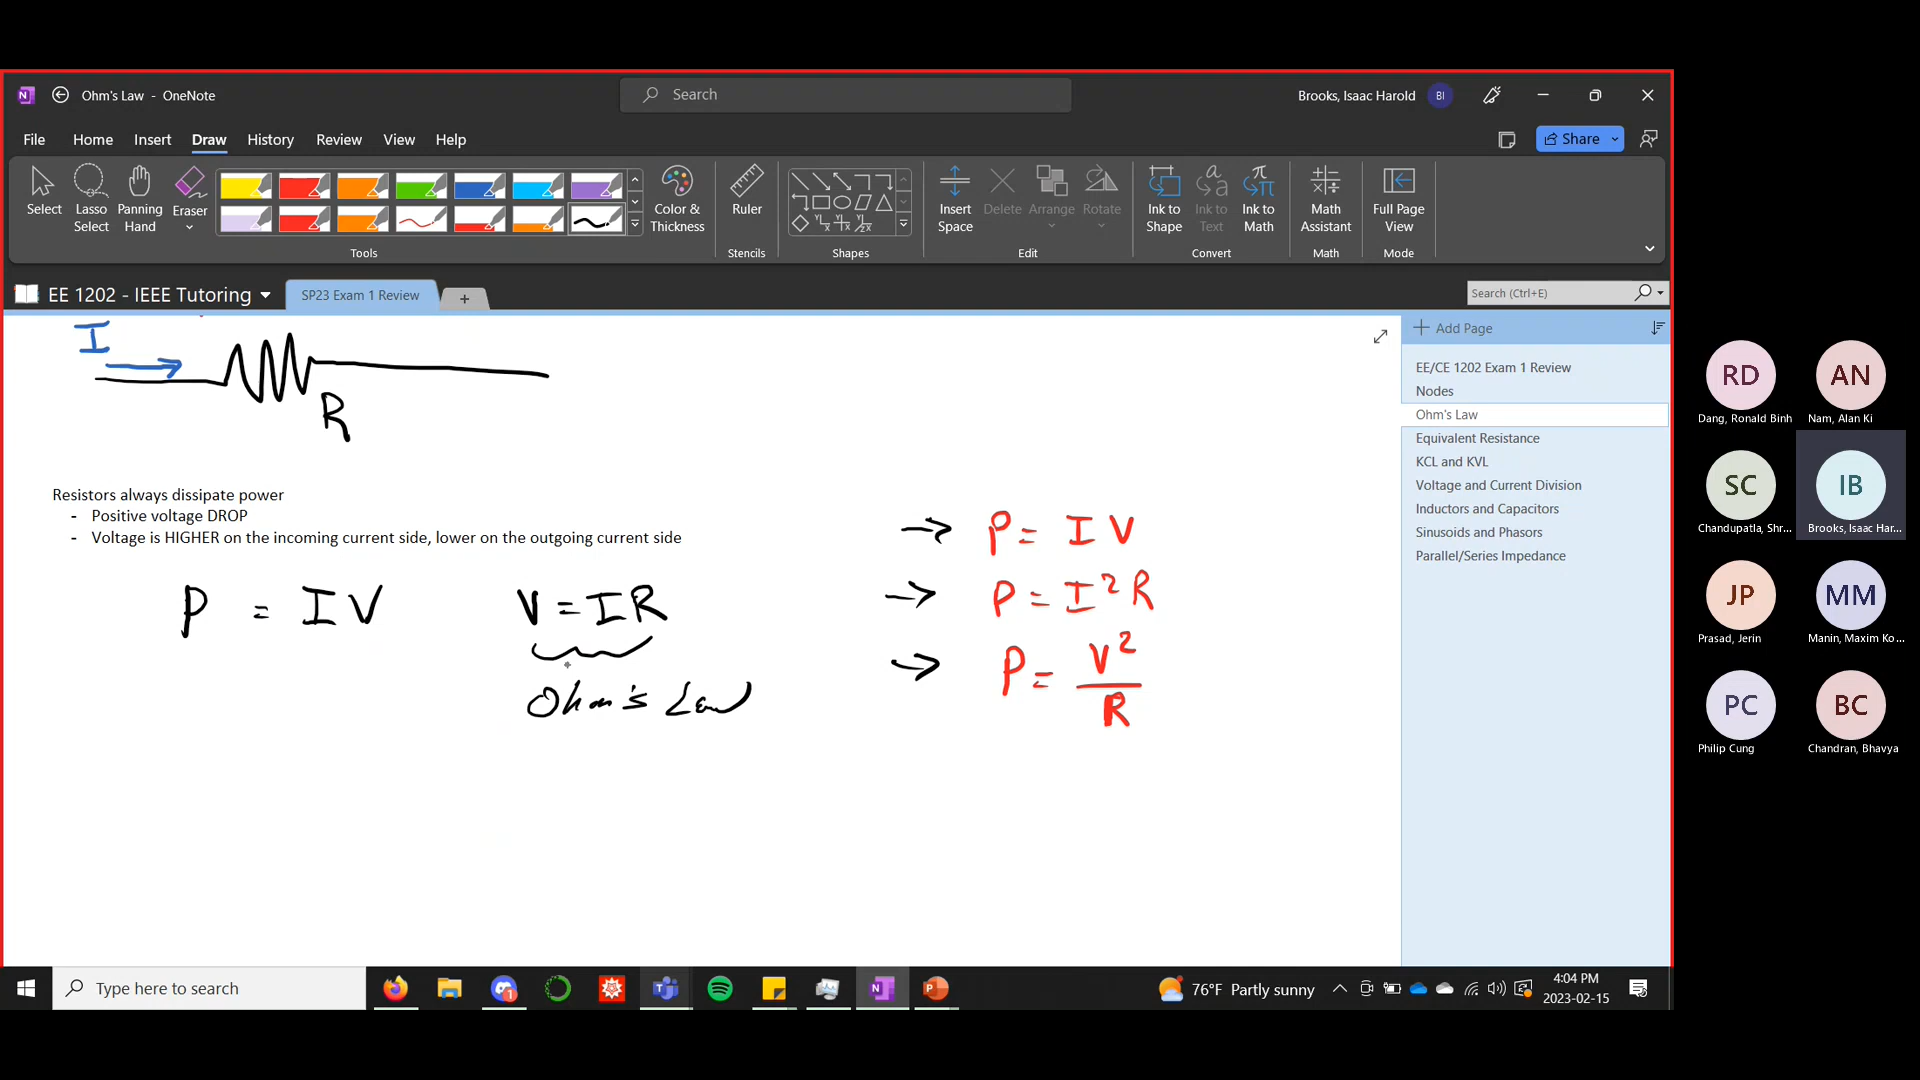 Ohm's Law - OneNote
Search
Brooks, Isaac Harold
BI
File Home Insert Draw History Review View Help
Share
Select
Lasso Select
Panning Hand
Eraser
Color & Thickness
Ruler
Insert Space
Delete
Arrange
Rotate
Ink to Shape
Ink to Text
Ink to Math
Math Assistant
Full Page View
Tools
Stencils
Shapes
Edit
Convert
Math
Mode
EE 1202 - IEEE Tutoring
SP23 Exam 1 Review
+
Search (Ctrl+E)
I
R
Resistors always dissipate power
- Positive voltage DROP
- Voltage is HIGHER on the incoming current side, lower on the outgoing current side
P = IV
V = IR
Ohm's Law
→ P = IV
→ P = I²R
→ P = V²/R
Add Page
EE/CE 1202 Exam 1 Review
Nodes
Ohm's Law
Equivalent Resistance
KCL and KVL
Voltage and Current Division
Inductors and Capacitors
Sinusoids and Phasors
Parallel/Series Impedance
RD
Dang, Ronald Binh
AN
Nam, Alan Ki
SC
Chandupatla, Shr...
IB
Brooks, Isaac Har...
JP
Prasad, Jerin
MM
Manin, Maxim Ko...
PC
Philip Cung
BC
Chandran, Bhavya
Type here to search
76°F Partly sunny
4:04 PM
2023-02-15